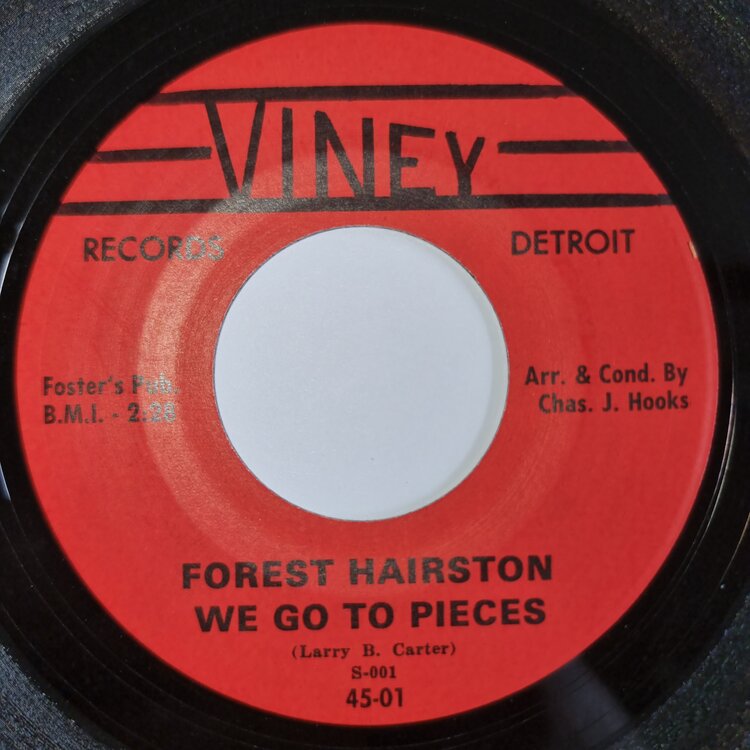 VINEY
RECORDS DETROIT
Foster's Pub.
B.M.I. - 2:28
Arr. & Cond. By
Chas. J. Hooks
FOREST HAIRSTON
WE GO TO PIECES
(Larry B. Carter)
S-001
45-01